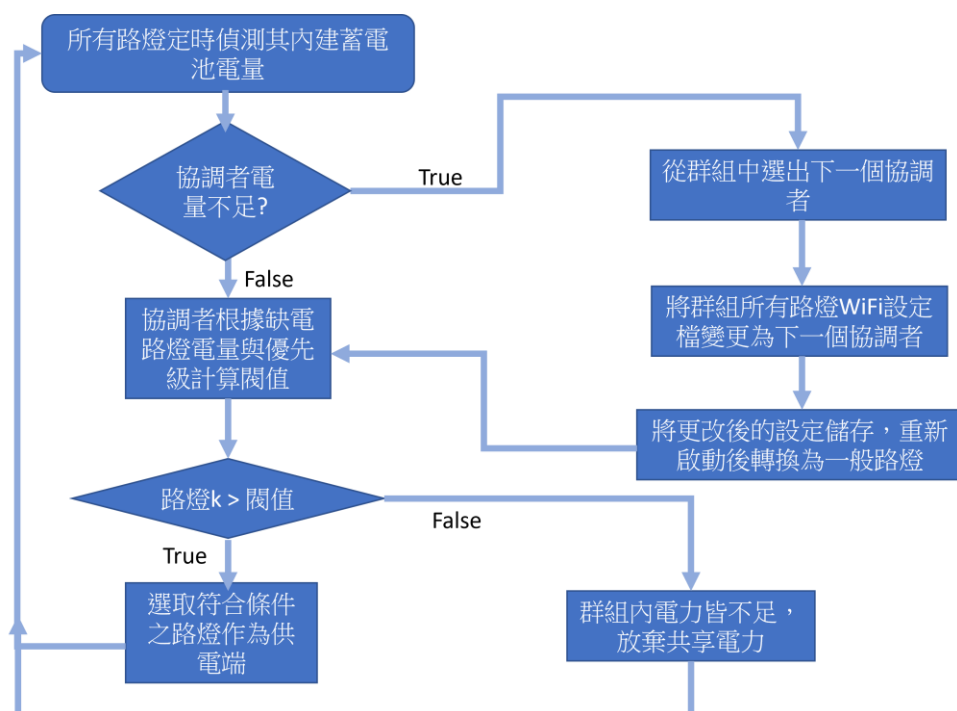 所有路燈定時偵測其內建蓄電
池電量
協調者電
量不足?
True
從群組中選出下一個協調
者
False
將群組所有路燈WiFi設定
檔變更為下一個協調者
協調者根據缺電
路燈電量與優先
級計算閥值
將更改後的設定儲存，重新
啟動後轉換為一般路燈
路燈k > 閥值
False
True
選取符合條件
之路燈作為供
電端
群組內電力皆不足，
放棄共享電力